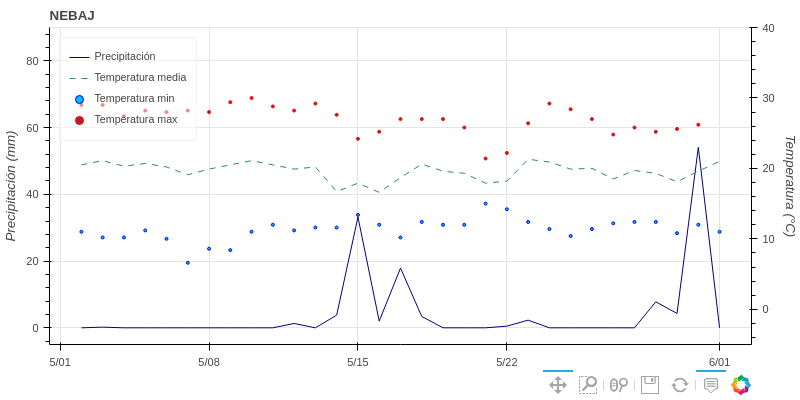 NEBAJ
Precipitación
Temperatura media
Temperatura min
Temperatura max
Precipitación (mm)
80
60
40
20
0
40
30
20
10
0
Temperatura (°C)
5/01
5/08
5/15
5/22
6/01